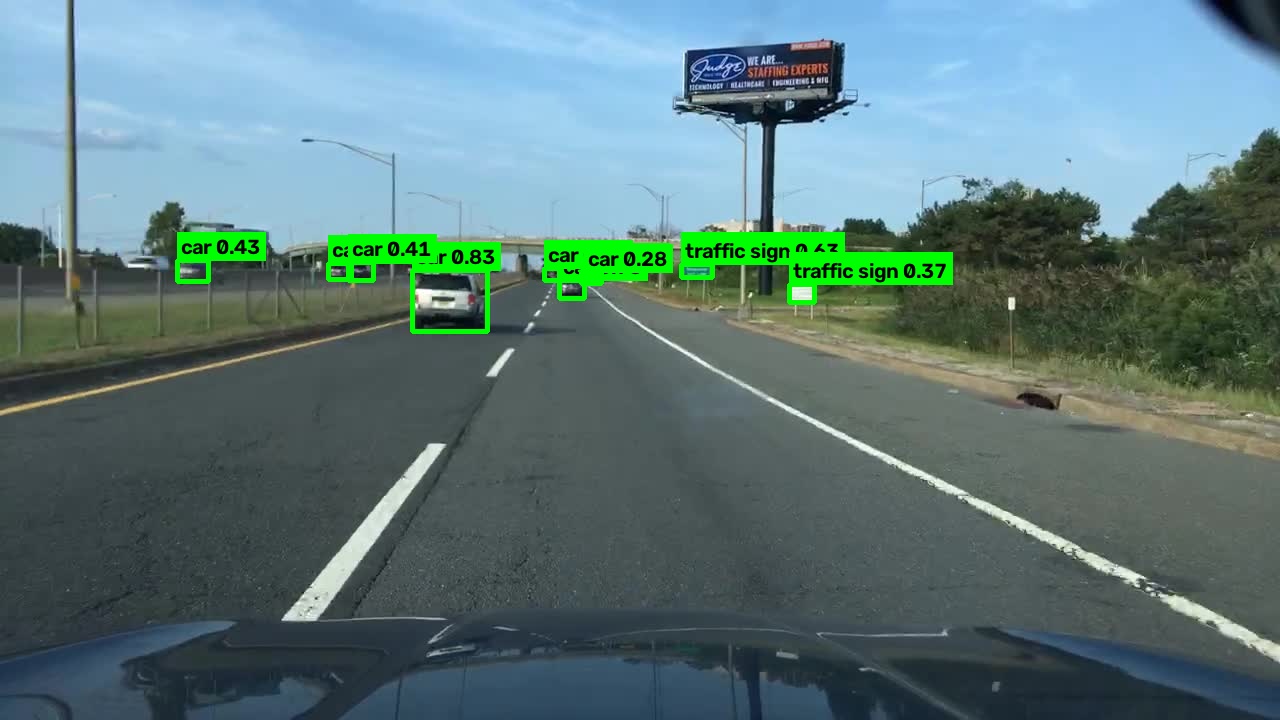 Judge
WE ARE...
STAFFING EXPERTS
TECHNOLOGY / HEALTHCARE / ENGINEERING & MFG
car 0.43
car 0.41
0.83
car
car 0.28
traffic sign 0.63
traffic sign 0.37